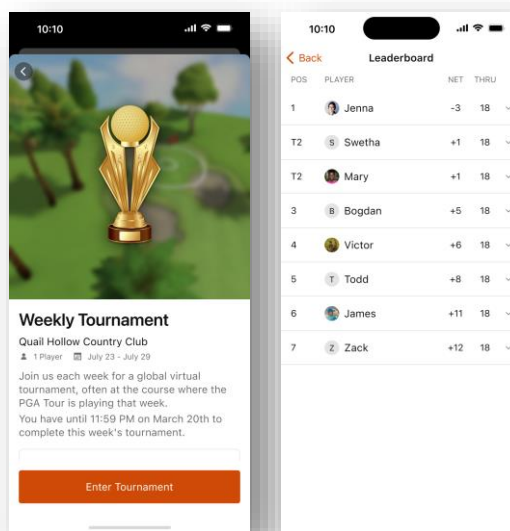 10:10
Weekly Tournament
Quail Hollow Country Club
1 Player July 23 - July 29
Join us each week for a global virtual
tournament, often at the course where the
PGA Tour is playing that week.
You have until 11:59 PM on March 20th to
complete this week's tournament.
Enter Tournament
10:10
Back Leaderboard
POS PLAYER NET THRU
1 Jenna -3 18
T2 S Swetha +1 18
T2 Mary +1 18
3 B Bogdan +5 18
4 Victor +6 18
5 T Todd +8 18
6 James +11 18
7 Z Zack +12 18